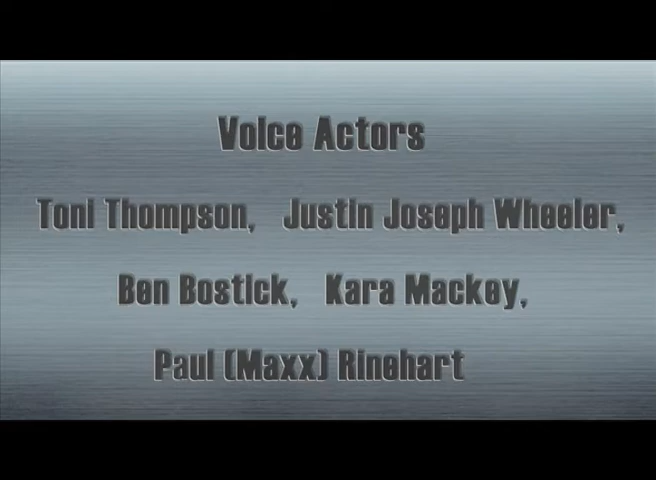 Voice Actors
Toni Thompson, Justin Joseph Wheeler,
Ben Bostick, Kara Mackey,
Paul (Maxx) Rinehart